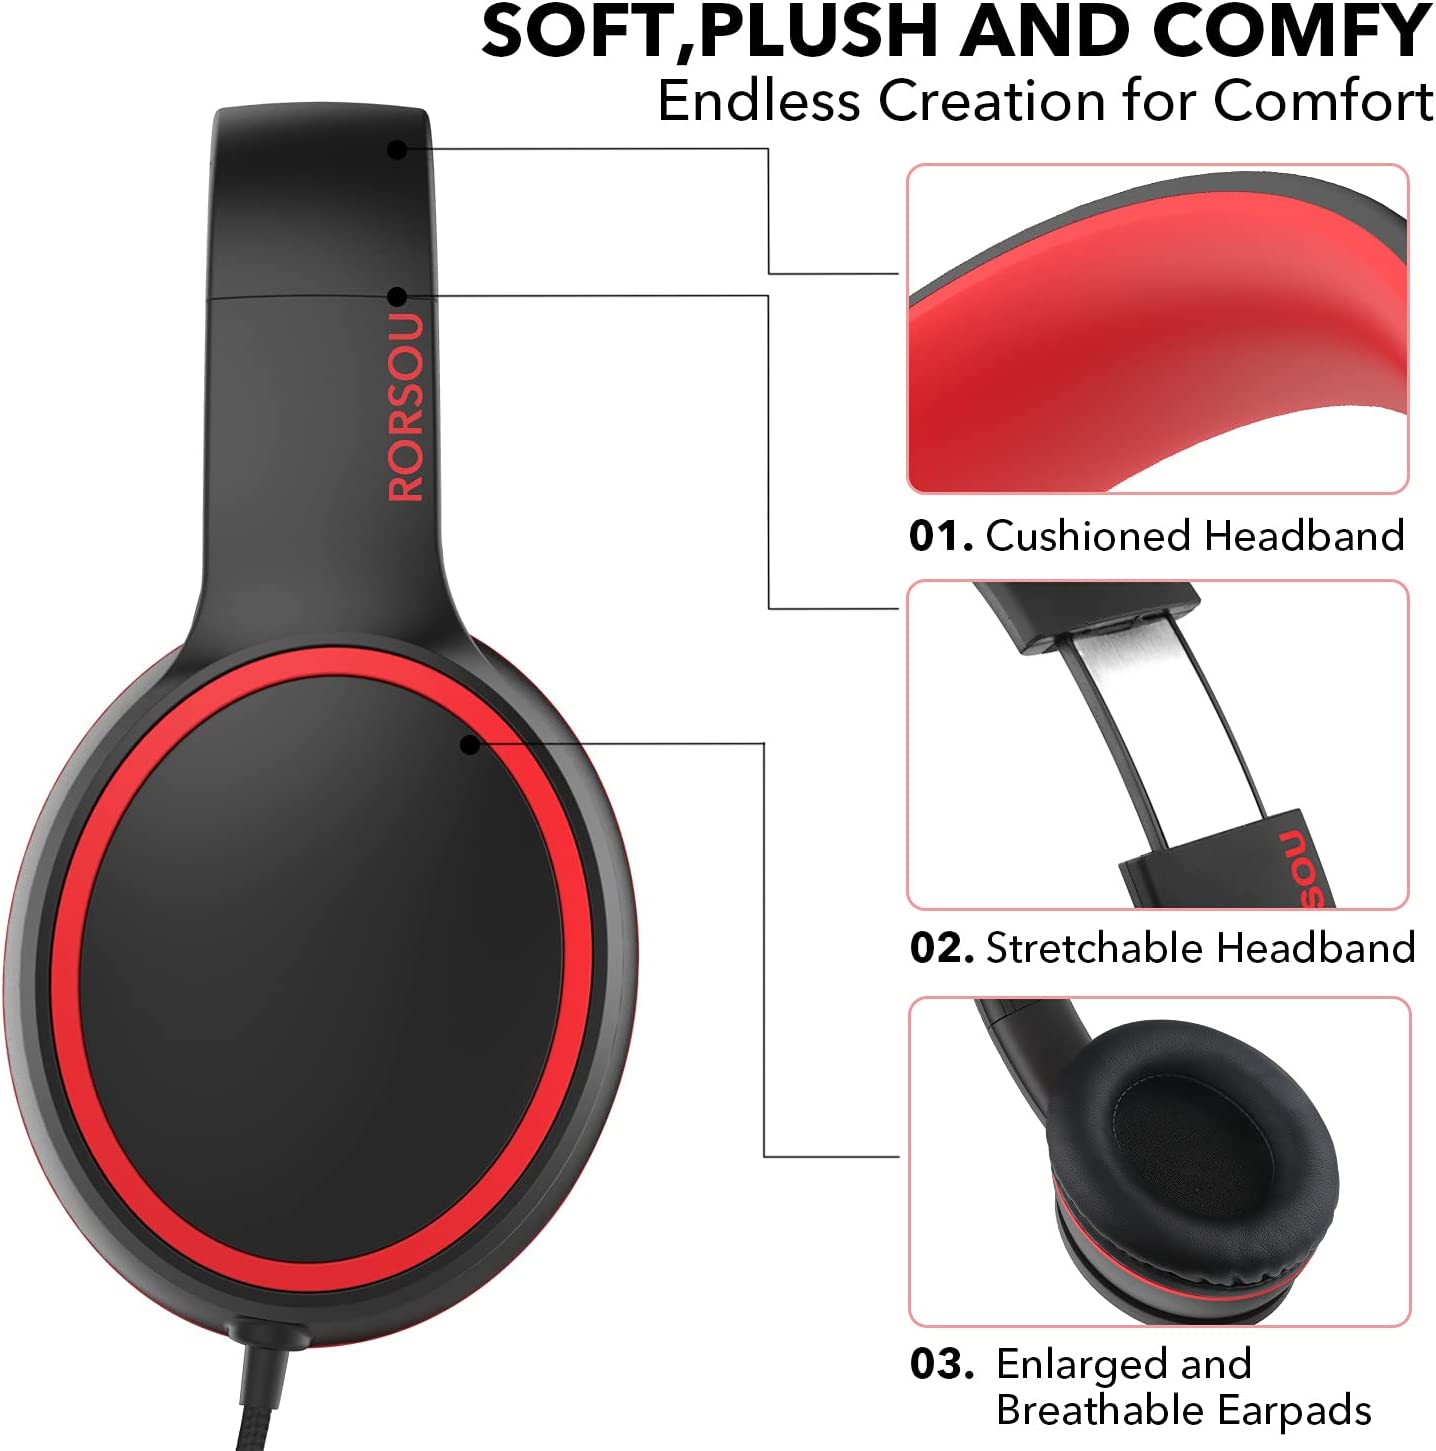 SOFT,PLUSH AND COMFY
Endless Creation for Comfort
RORSOU
01. Cushioned Headband
SOU
02. Stretchable Headband
03. Enlarged and
Breathable Earpads